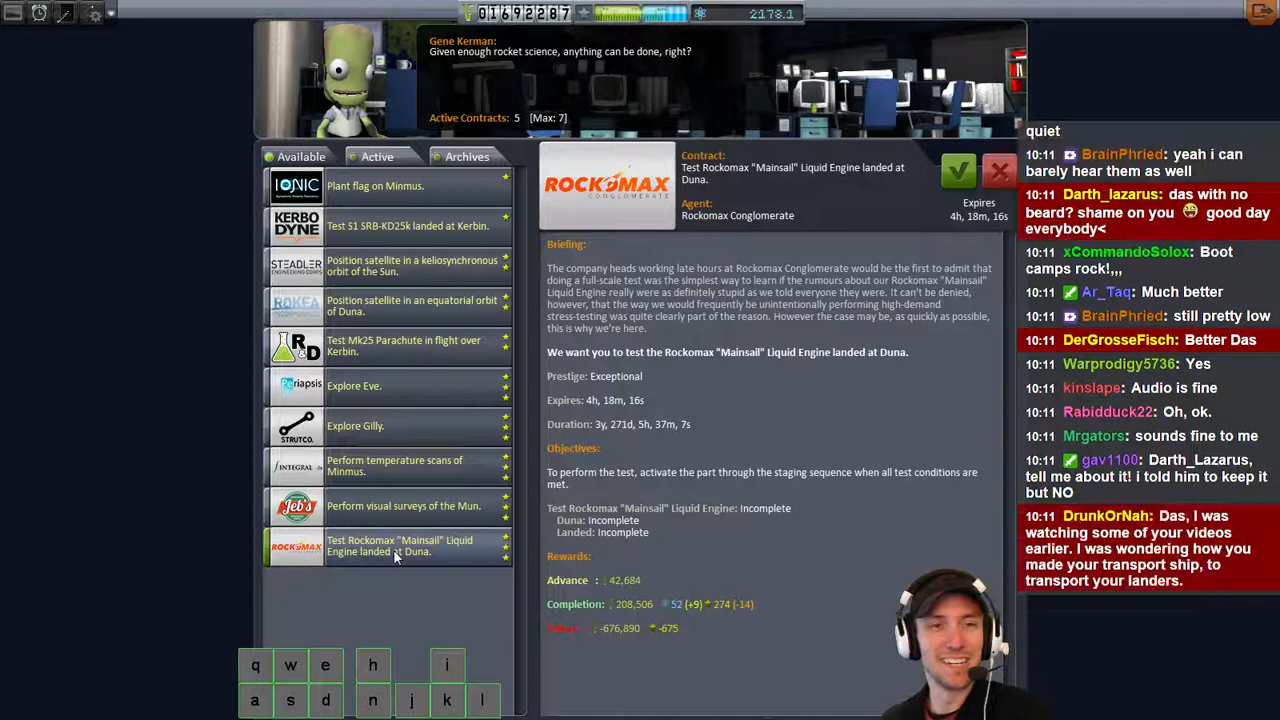 01692287
2178.1
Gene Kerman:
Given enough rocket science, anything can be done, right?
Active Contracts: 5 [Max: 7]
Available
Active
Archives
IONIC
Plant flag on Minmus.
KERBO
DYNE
Test S1 SRB-KD25k landed at Kerbin.
STEADLER
ENGINEERING CORPS
Position satellite in a keliosynchronous
orbit of the Sun.
ROKEA
Position satellite in an equatorial orbit
of Duna.
R&D
Test Mk25 Parachute in flight over
Kerbin.
Periapsis
Explore Eve.
STRUTCO.
Explore Gilly.
INTEGRAL
Perform temperature scans of
Minmus.
Jeb's
Perform visual surveys of the Mun.
ROCKOMAX
Test Rockomax "Mainsail" Liquid
Engine landed at Duna.
ROCKOMAX
CONGLOMERATE
Contract:
Test Rockomax "Mainsail" Liquid Engine landed at
Duna.
Agent:
Rockomax Conglomerate
Expires
4h, 18m, 16s
Briefing:
The company heads working late hours at Rockomax Conglomerate would be the first to admit that
doing a full-scale test was the simplest way to learn if the rumours about our Rockomax "Mainsail"
Liquid Engine really were as definitely stupid as we told everyone they were. It can't be denied,
however, that the way we would frequently be unintentionally performing high-demand
stress-testing was quite clearly part of the reason. However the case may be, as quickly as possible,
this is why we're here.
We want you to test the Rockomax "Mainsail" Liquid Engine landed at Duna.
Prestige: Exceptional
Expires: 4h, 18m, 16s
Duration: 3y, 271d, 5h, 37m, 7s
Objectives:
To perform the test, activate the part through the staging sequence when all test conditions are
met.
Test Rockomax "Mainsail" Liquid Engine: Incomplete
Duna: Incomplete
Landed: Incomplete
Rewards:
Advance : 42,684
Completion: 208,506 52 (+9) 274 (-14)
-676,890 -675
q w e h i
a s d n j k l
quiet
10:11 BrainPhried: yeah i can
barely hear them as well
10:11 Darth_lazarus: das with no
beard? shame on you good day
everybody<
10:11 xCommandoSolox: Boot
camps rock!,,,
10:11 Ar_Taq: Much better
10:11 BrainPhried: still pretty low
10:11 DerGrosseFisch: Better Das
10:11 Warprodigy5736: Yes
10:11 kinslape: Audio is fine
10:11 Rabidduck22: Oh, ok.
10:11 Mrgators: sounds fine to me
10:11 gav1100: Darth_Lazarus,
tell me about it! i told him to keep it
but NO
10:11 DrunkOrNah: Das, I was
watching some of your videos
earlier. I was wondering how you
made your transport ship, to
transport your landers.